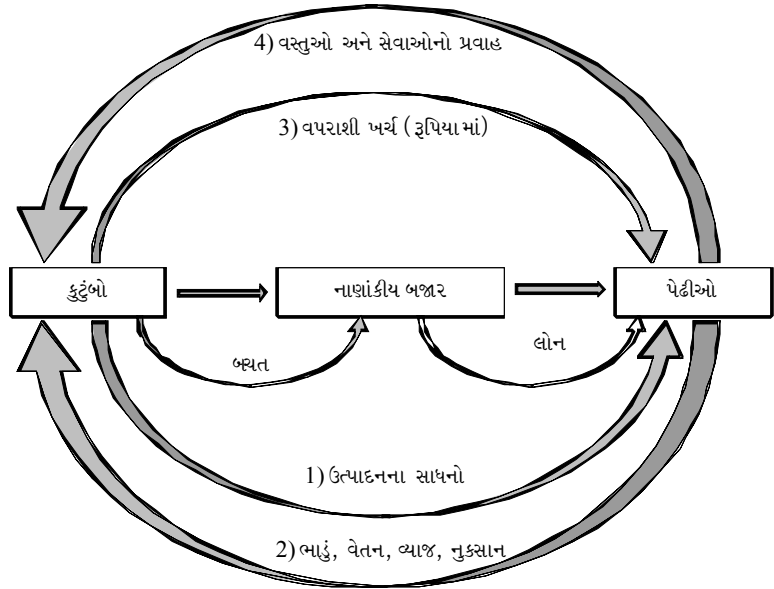 4) વસ્તુઓ અને સેવાઓનો પ્રવાહ
3) વપરાશી ખર્ચ (રૂપિયામાં)
કુટુંબો
નાણાંકીય બજાર
પેઢીઓ
બચત
લોન
1) ઉત્પાદનના સાધનો
2) ભાડું, વેતન, વ્યાજ, નુકસાન